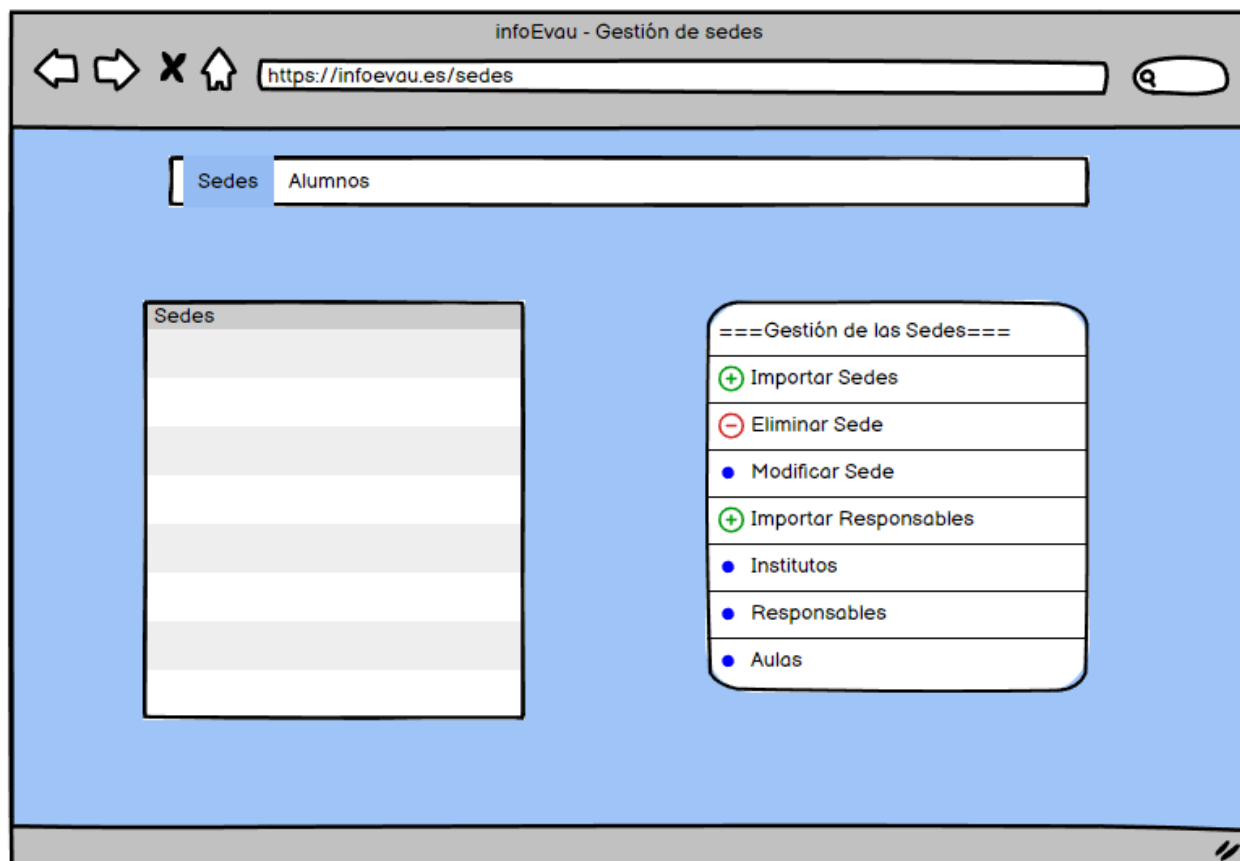 infoEvau - Gestión de sedes
https://infoevau.es/sedes
Sedes Alumnos
Sedes
===Gestión de las Sedes===
Importar Sedes
Eliminar Sede
Modificar Sede
Importar Responsables
Institutos
Responsables
Aulas